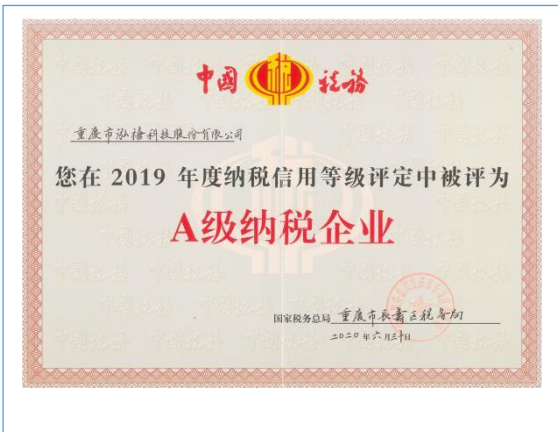 中国 税 税务
重庆市泓禧科技股份有限公司
您在 2019 年度纳税信用等级评定中被评为
A级纳税企业
国家税务总局 重庆市长寿区税务局
二〇二〇年六月三十日